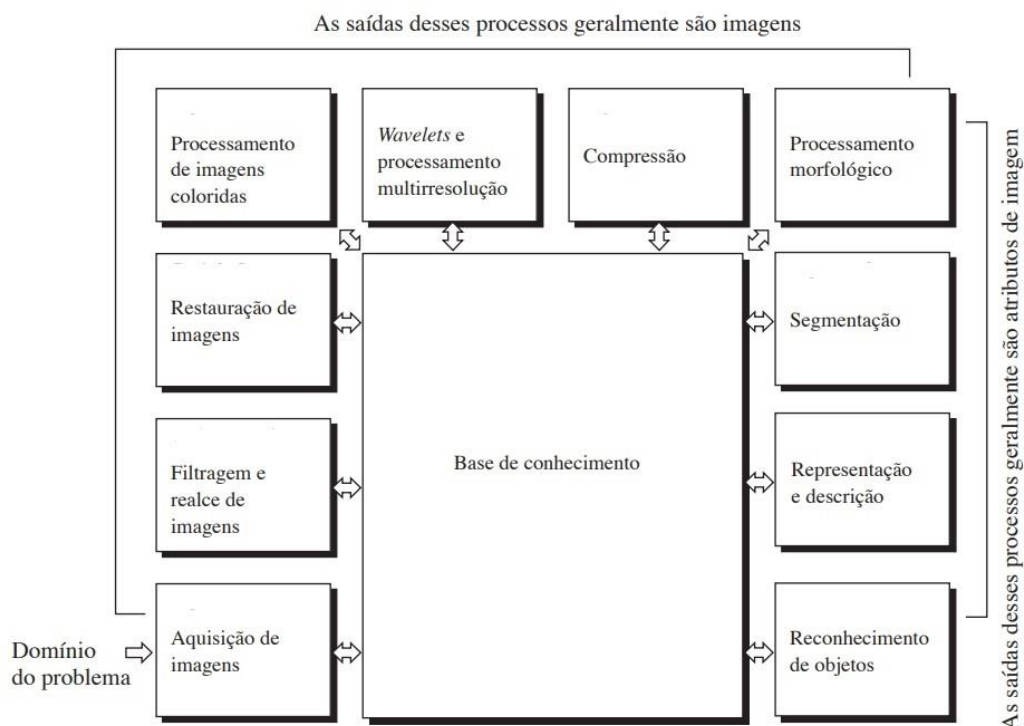 As saídas desses processos geralmente são imagens
Processamento
de imagens
coloridas
Wavelets e
processamento
multirresolução
Compressão
Processamento
morfológico
Restauração de
imagens
Segmentação
Filtragem e
realce de
imagens
Base de conhecimento
Representação
e descrição
Domínio
do problema
Aquisição de
imagens
Reconhecimento
de objetos
As saídas desses processos geralmente são atributos de imagem